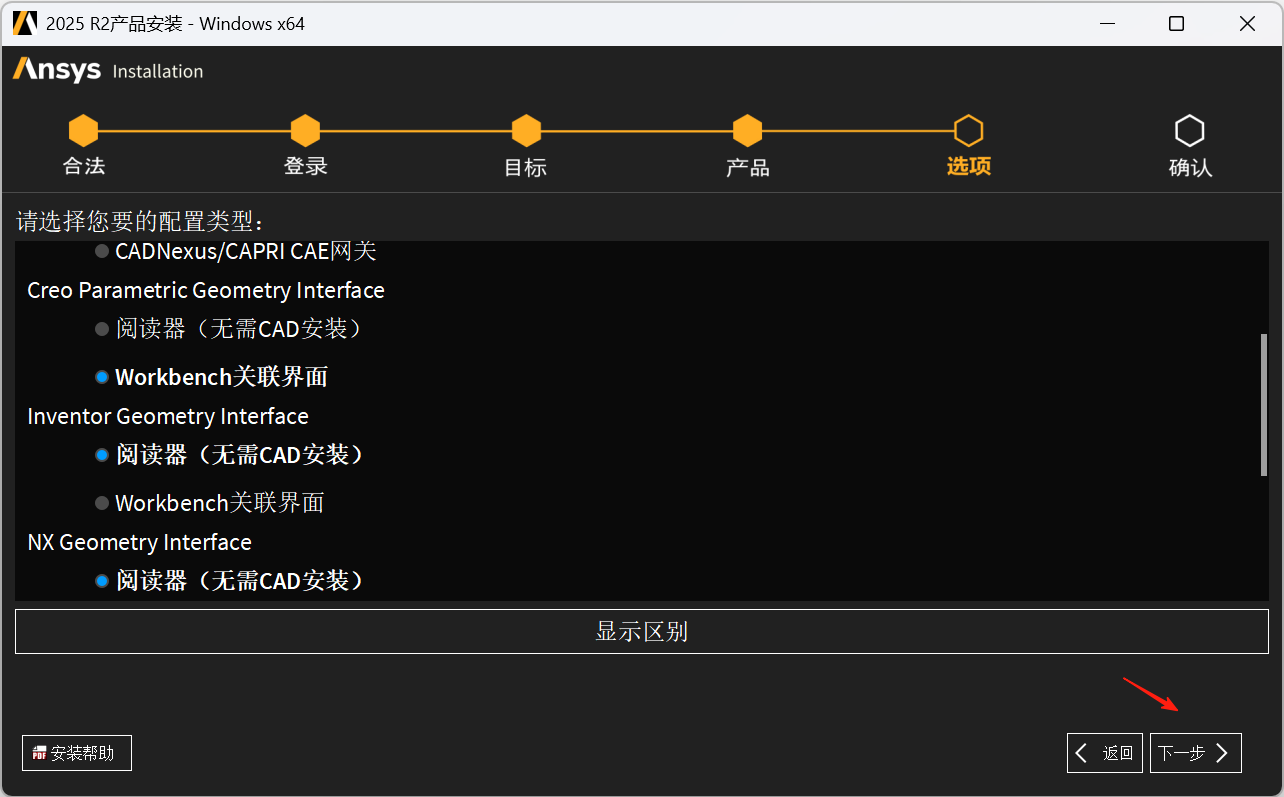 2025 R2产品安装 - Windows x64
Ansys Installation
合法 登录 目标 产品 选项 确认
请选择您要的配置类型：
CADNexus/CAPRI CAE网关
Creo Parametric Geometry Interface
阅读器（无需CAD安装）
Workbench关联界面
Inventor Geometry Interface
阅读器（无需CAD安装）
Workbench关联界面
NX Geometry Interface
阅读器（无需CAD安装）
显示区别
PDF 安装帮助 返回 下一步